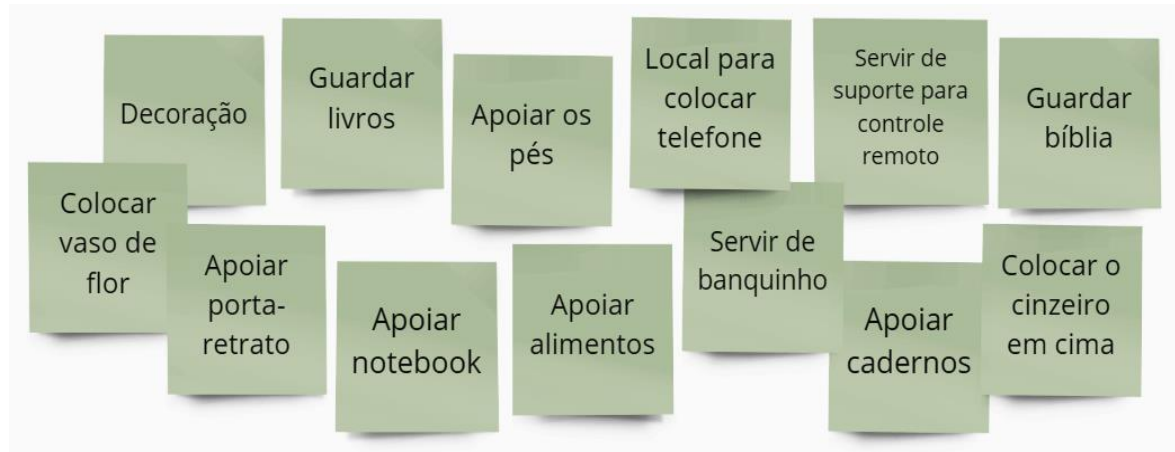 Decoração
Guardar
livros
Apoiar os
pés
Local para
colocar
telefone
Servir de
suporte para
controle
remoto
Guardar
bíblia
Colocar
vaso de
flor
Apoiar
porta-
retrato
Apoiar
notebook
Apoiar
alimentos
Servir de
banquinho
Apoiar
cadernos
Colocar o
cinzeiro
em cima